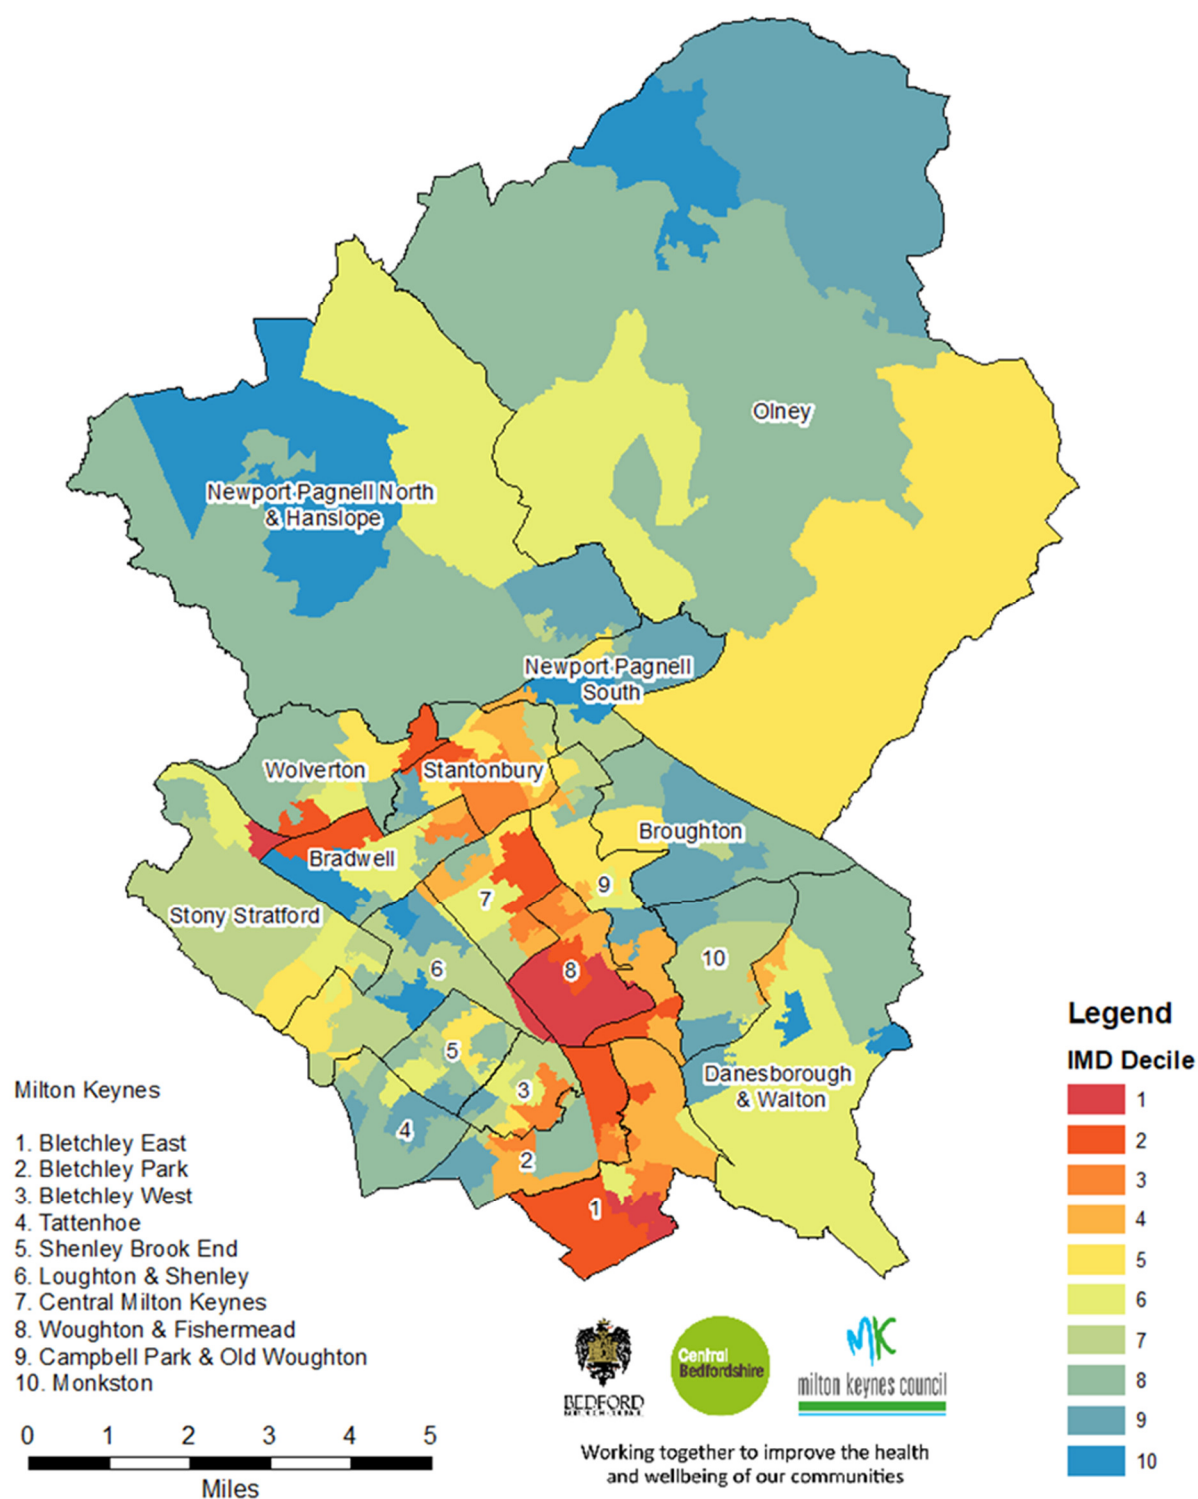 Olney
Newport Pagnell North
& Hanslope
Newport Pagnell
South
Wolverton
Stantonbury
Broughton
Bradwell
Stony Stratford
7
9
8
10
6
5
3
4
2
1
Danesborough
& Walton
Milton Keynes
1. Bletchley East
2. Bletchley Park
3. Bletchley West
4. Tattenhoe
5. Shenley Brook End
6. Loughton & Shenley
7. Central Milton Keynes
8. Woughton & Fishermead
9. Campbell Park & Old Woughton
10. Monkston
0 1 2 3 4 5
Miles
Legend
IMD Decile
1
2
3
4
5
6
7
8
9
10
BEDFORD
Central
Bedfordshire
MK
milton keynes council
Working together to improve the health
and wellbeing of our communities